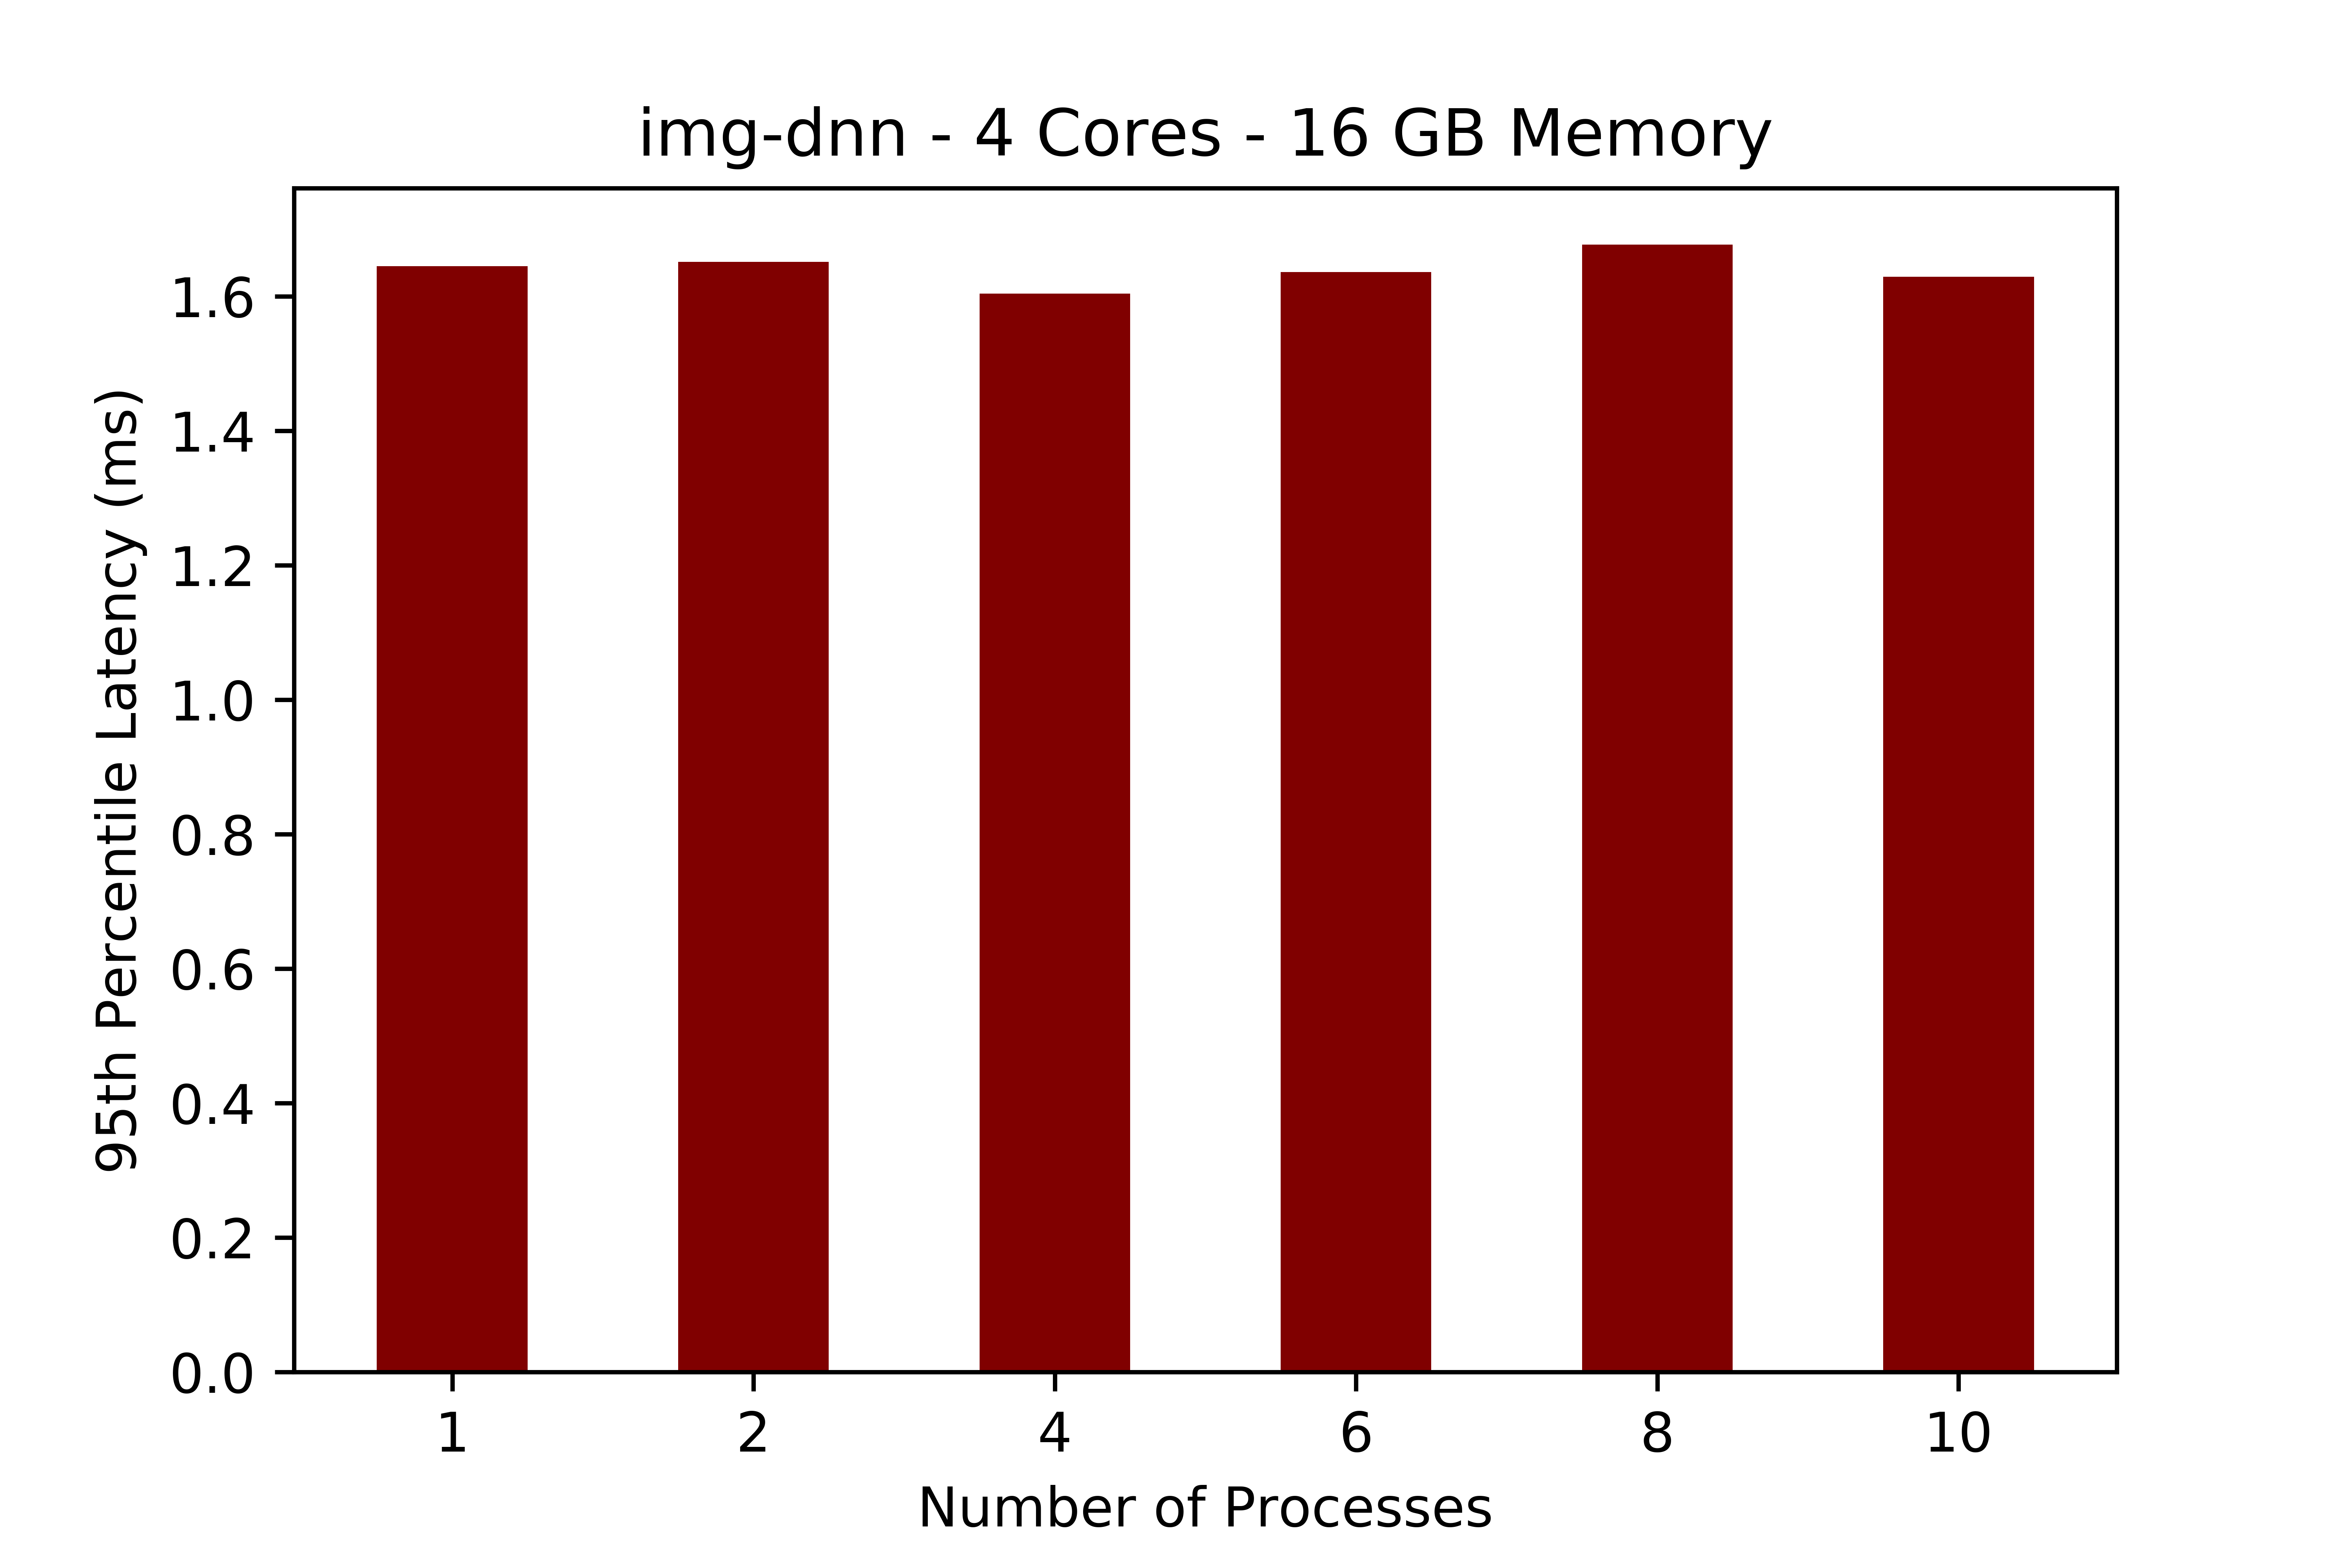 img-dnn - 4 Cores - 16 GB Memory
95th Percentile Latency (ms)
1.6
1.4
1.2
1.0
0.8
0.6
0.4
0.2
0.0
1 2 4 6 8 10
Number of Processes